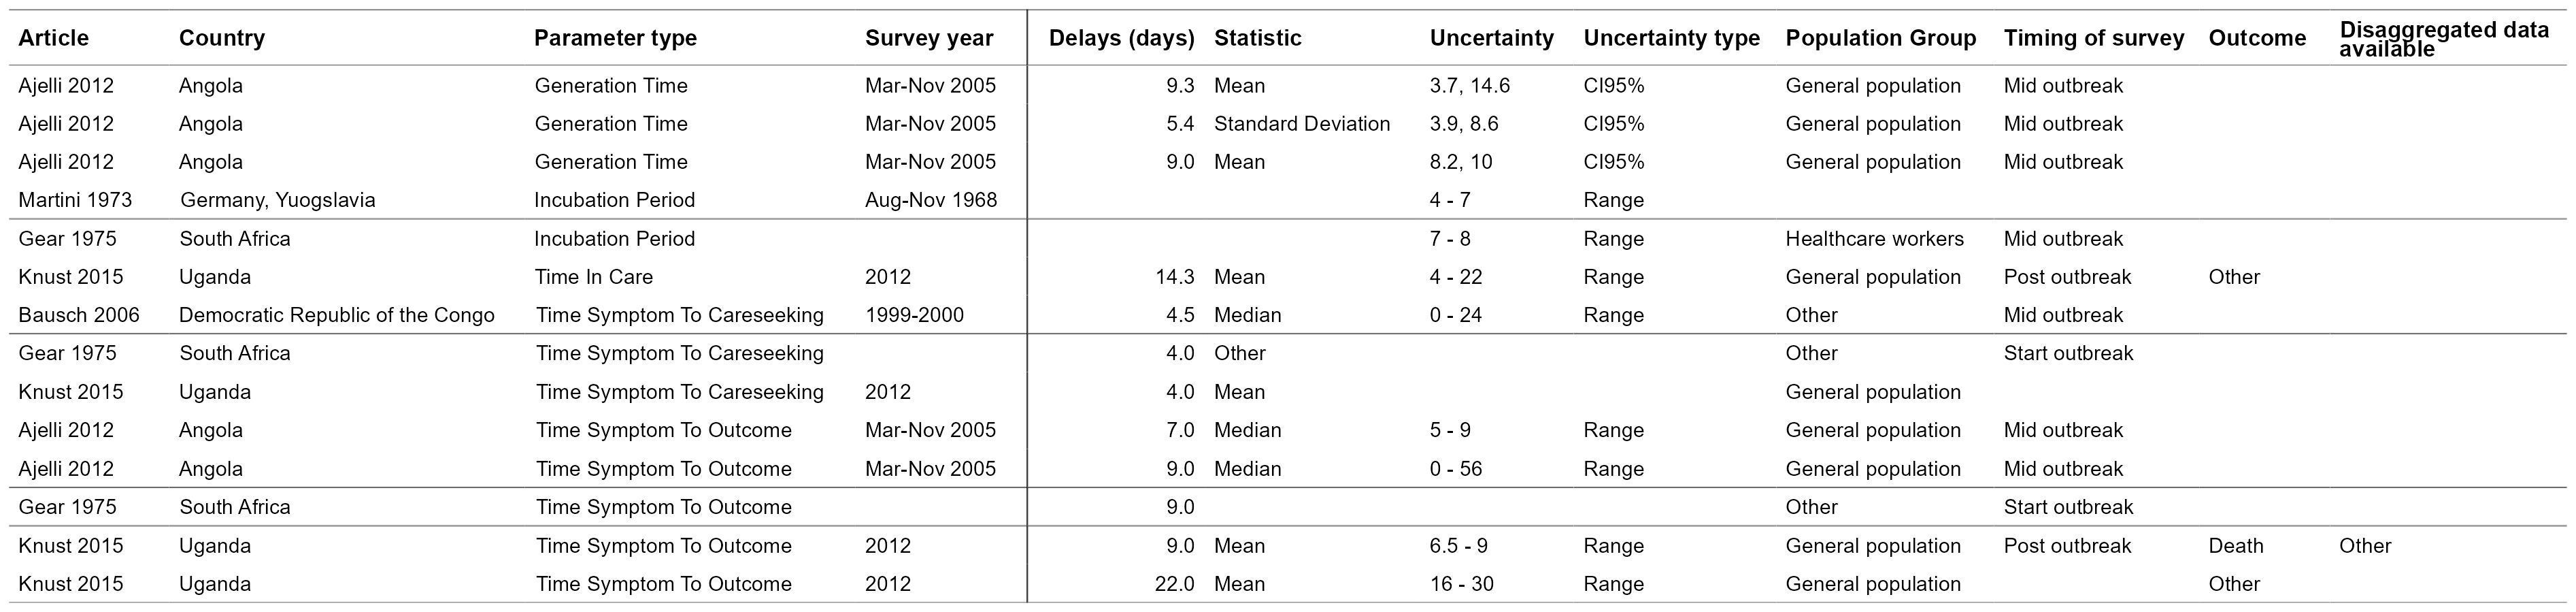 Article Country Parameter type Survey year Delays (days) Statistic Uncertainty Uncertainty type Population Group Timing of survey Outcome Disaggregated data
available
Ajelli 2012 Angola Generation Time Mar-Nov 2005 9.3 Mean 3.7, 14.6 CI95% General population Mid outbreak
Ajelli 2012 Angola Generation Time Mar-Nov 2005 5.4 Standard Deviation 3.9, 8.6 CI95% General population Mid outbreak
Ajelli 2012 Angola Generation Time Mar-Nov 2005 9.0 Mean 8.2, 10 CI95% General population Mid outbreak
Martini 1973 Germany, Yuogslavia Incubation Period Aug-Nov 1968 4 - 7 Range
Gear 1975 South Africa Incubation Period 7 - 8 Range Healthcare workers Mid outbreak
Knust 2015 Uganda Time In Care 2012 14.3 Mean 4 - 22 Range General population Post outbreak Other
Bausch 2006 Democratic Republic of the Congo Time Symptom To Careseeking 1999-2000 4.5 Median 0 - 24 Range Other Mid outbreak
Gear 1975 South Africa Time Symptom To Careseeking 4.0 Other Other Start outbreak
Knust 2015 Uganda Time Symptom To Careseeking 2012 4.0 Mean General population
Ajelli 2012 Angola Time Symptom To Outcome Mar-Nov 2005 7.0 Median 5 - 9 Range General population Mid outbreak
Ajelli 2012 Angola Time Symptom To Outcome Mar-Nov 2005 9.0 Median 0 - 56 Range General population Mid outbreak
Gear 1975 South Africa Time Symptom To Outcome 9.0 Other Start outbreak
Knust 2015 Uganda Time Symptom To Outcome 2012 9.0 Mean 6.5 - 9 Range General population Post outbreak Death Other
Knust 2015 Uganda Time Symptom To Outcome 2012 22.0 Mean 16 - 30 Range General population Other